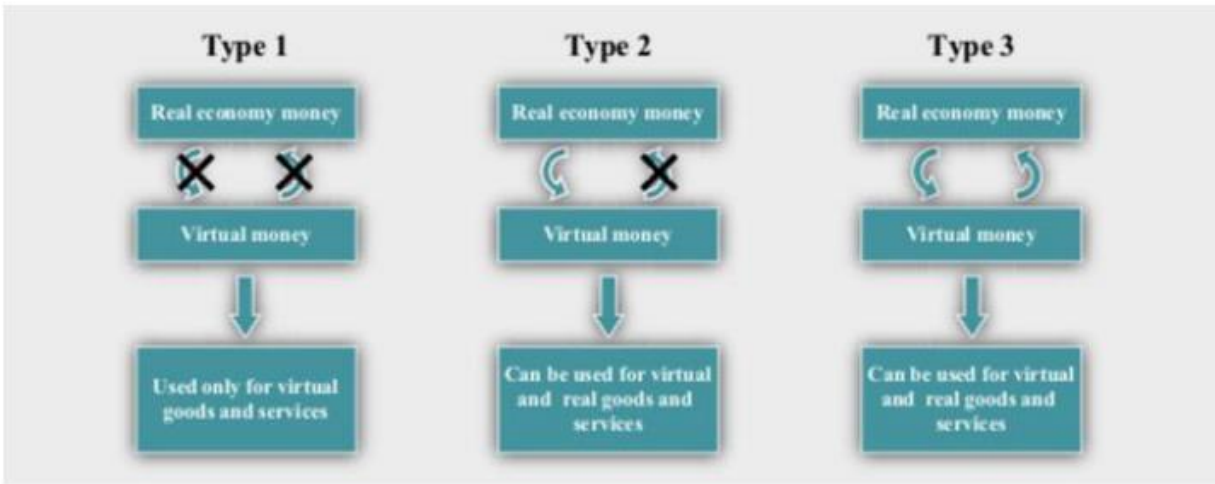 Type 1
Type 2
Type 3
Real economy money
Real economy money
Real economy money
Virtual money
Virtual money
Virtual money
Used only for virtual
goods and services
Can be used for virtual
and real goods and
services
Can be used for virtual
and real goods and
services